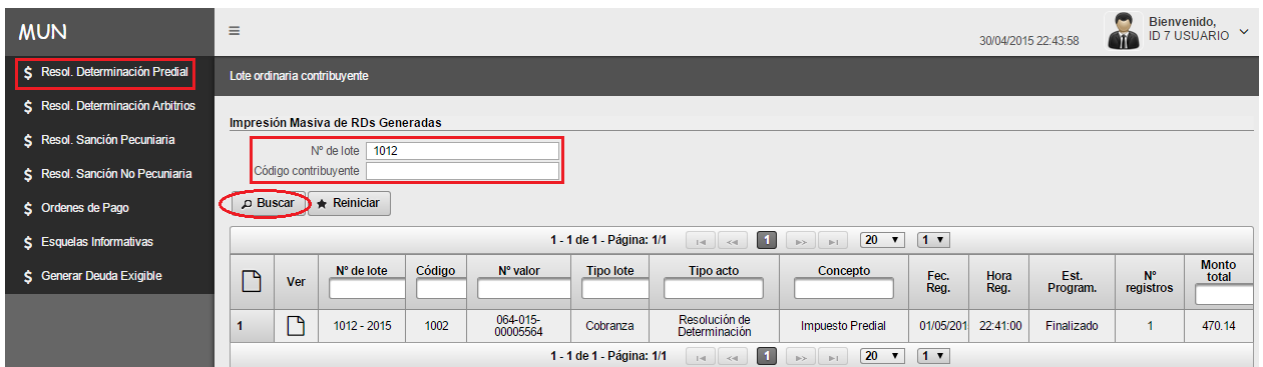 MUN
30/04/2015 22:43:58
Bienvenido,
ID 7 USUARIO
$ Resol. Determinación Predial
$ Resol. Determinación Arbitrios
$ Resol. Sanción Pecuniaria
$ Resol. Sanción No Pecuniaria
$ Ordenes de Pago
$ Esquelas Informativas
$ Generar Deuda Exigible
Lote ordinaria contribuyente
Impresión Masiva de RDs Generadas
Nº de lote 1012
Código contribuyente
Buscar Reiniciar
1 - 1 de 1 - Página: 1/1 1 20 1
Ver Nº de lote Código Nº valor Tipo lote Tipo acto Concepto Fec. Reg. Hora Reg. Est. Program. Nº registros Monto total
1 1012 - 2015 1002 064-015-00005564 Cobranza Resolución de Determinación Impuesto Predial 01/05/201 22:41:00 Finalizado 1 470.14
1 - 1 de 1 - Página: 1/1 1 20 1